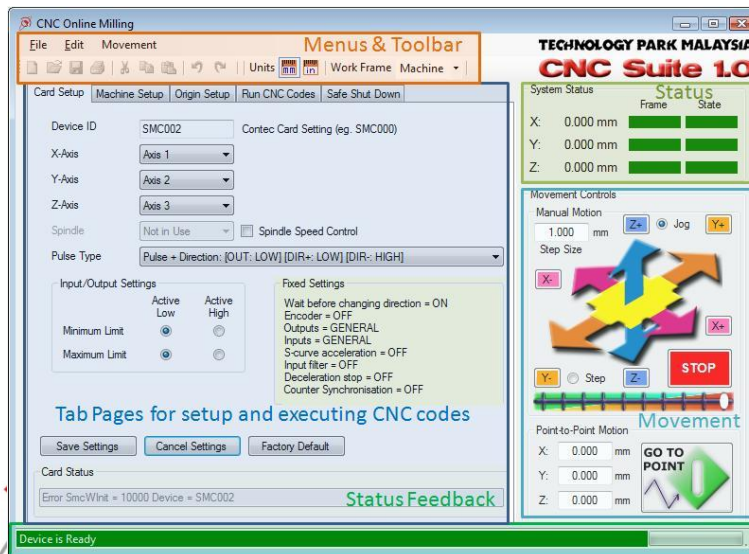 CNC Online Milling
File Edit Movement
Menus & Toolbar
Units mm in Work Frame Machine
TECHNOLOGY PARK MALAYSIA
CNC Suite 1.0
Card Setup Machine Setup Origin Setup Run CNC Codes Safe Shut Down
Device ID SMC002 Contec Card Setting (eg. SMC000)
X-Axis Axis 1
Y-Axis Axis 2
Z-Axis Axis 3
Spindle Not in Use Spindle Speed Control
Pulse Type Pulse + Direction: [OUT: LOW] [DIR+: LOW] [DIR-: HIGH]
Input/Output Settings
Active Low Active High
Minimum Limit
Maximum Limit
Fixed Settings
Wait before changing direction = ON
Encoder = OFF
Outputs = GENERAL
Inputs = GENERAL
S-curve acceleration = OFF
Input filter = OFF
Deceleration stop = OFF
Counter Synchronisation = OFF
Tab Pages for setup and executing CNC codes
Save Settings Cancel Settings Factory Default
Card Status
Error SmcWInit = 10000 Device = SMC002
Status Feedback
Device is Ready
System Status
Status
Frame State
X: 0.000 mm
Y: 0.000 mm
Z: 0.000 mm
Movement Controls
Manual Motion
1.000 mm
Step Size
Z+ Jog Y+
X-
X+
STOP
Y- Step Z-
Movement
Point-to-Point Motion
X: 0.000 mm
Y: 0.000 mm
Z: 0.000 mm
GO TO
POINT